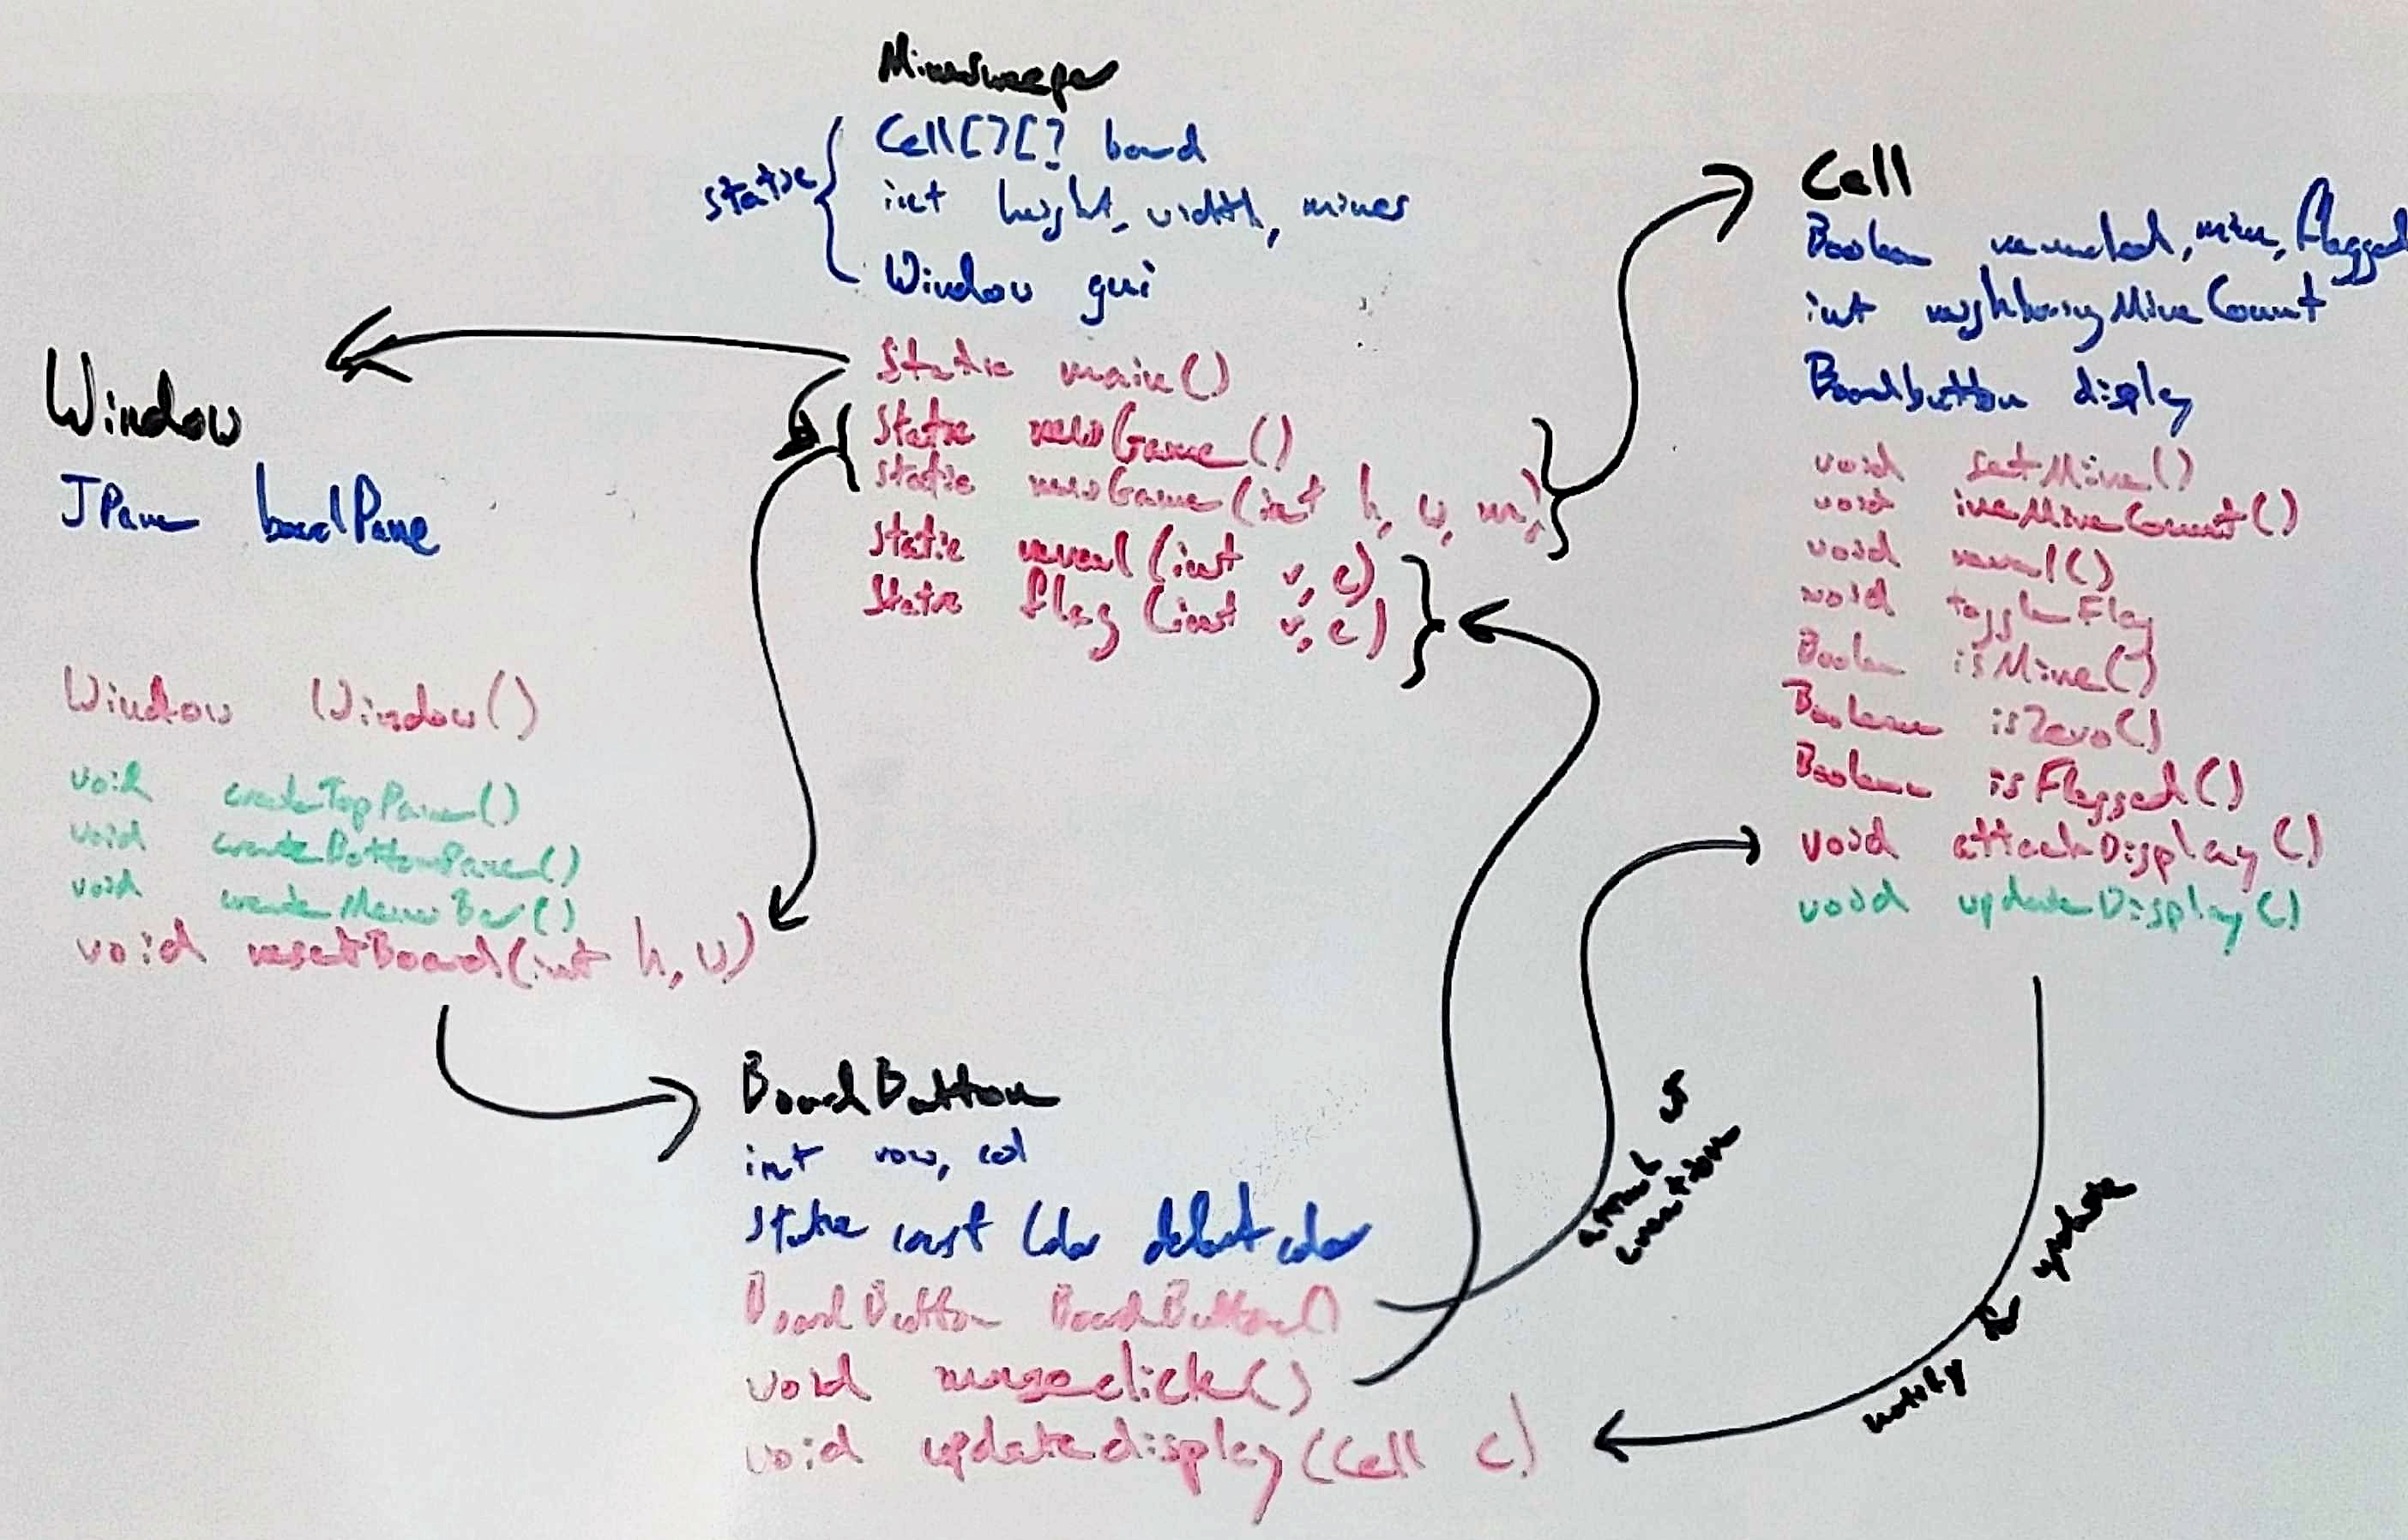 Minesweeper
static
Cell[][] board
int height, width, mines
Window gui
static main()
static newGame()
static newGame(int h, w, m)
static reveal(int r, c)
static flag(int r, c)
Window
JPane boardPane
Window Window()
void createTopPane()
void createBottomPane()
void createMenuBar()
void resetBoard(int h, w)
Cell
Boolean revealed, mine, flagged
int neighboringMineCount
Boardbutton display
void setMine()
void incMineCount()
void reveal()
void toggleFlag
Boolean isMine()
Boolean isZero()
Boolean isFlagged()
void attachDisplay()
void updateDisplay()
BoardButton
int row, col
static const Color default color
BoardButton BoardButton()
void mouseclick()
void updatedisplay(Cell c)
creation
notify for update